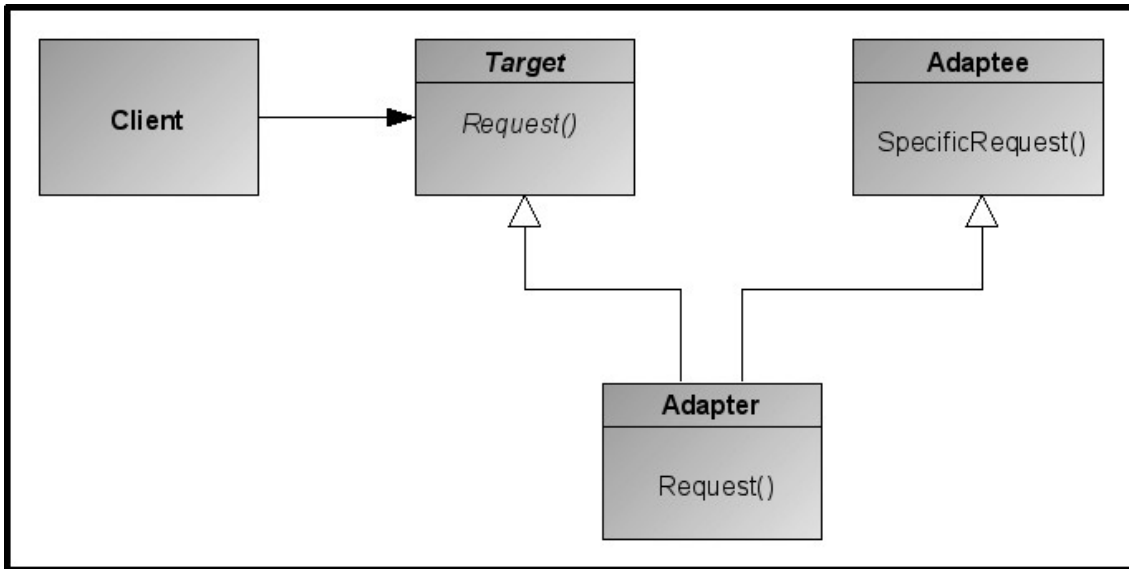 Client
Target
Request()
Adaptee
SpecificRequest()
Adapter
Request()